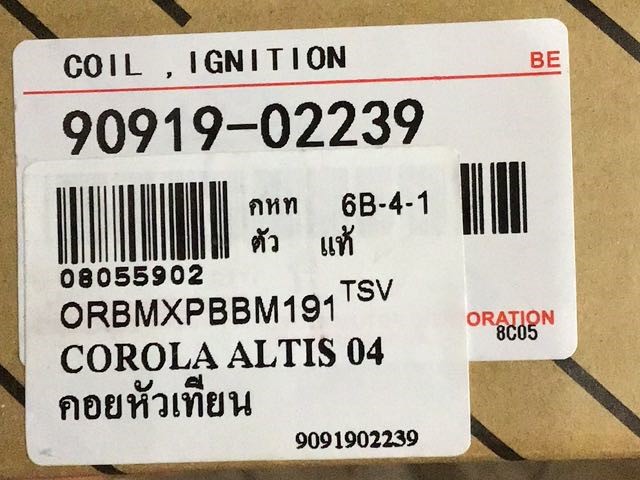 COIL , IGNITION
BE
90919-02239
คหท 6B-4-1
ตัว แท้
08055902
ORBMXPBBM191 TSV
ORATION
8C05
COROLA ALTIS 04
คอยหัวเทียน
9091902239